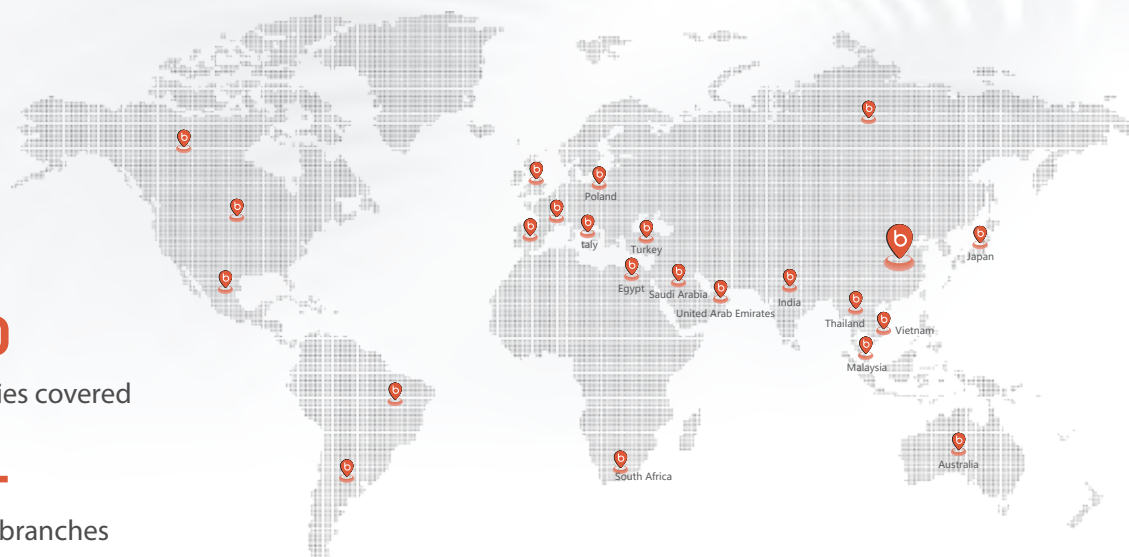 Poland
taly
Turkey
Japan
Egypt
Saudi Arabia
India
United Arab Emirates
Thailand
Vietnam
Malaysia
ies covered
Australia
South Africa
branches